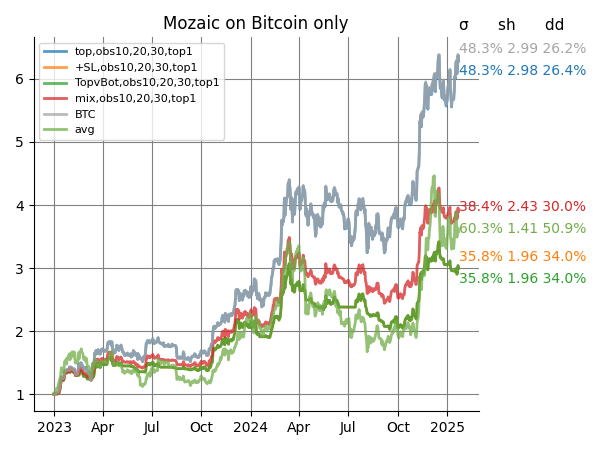 Mozaic on Bitcoin only
σ sh dd
top,obs10,20,30,top1
+SL,obs10,20,30,top1
TopvBot,obs10,20,30,top1
mix,obs10,20,30,top1
BTC
avg
48.3% 2.99 26.2%
48.3% 2.98 26.4%
38.4% 2.43 30.0%
60.3% 1.41 50.9%
35.8% 1.96 34.0%
35.8% 1.96 34.0%
6
5
4
3
2
1
2023 Apr Jul Oct 2024 Apr Jul Oct 2025